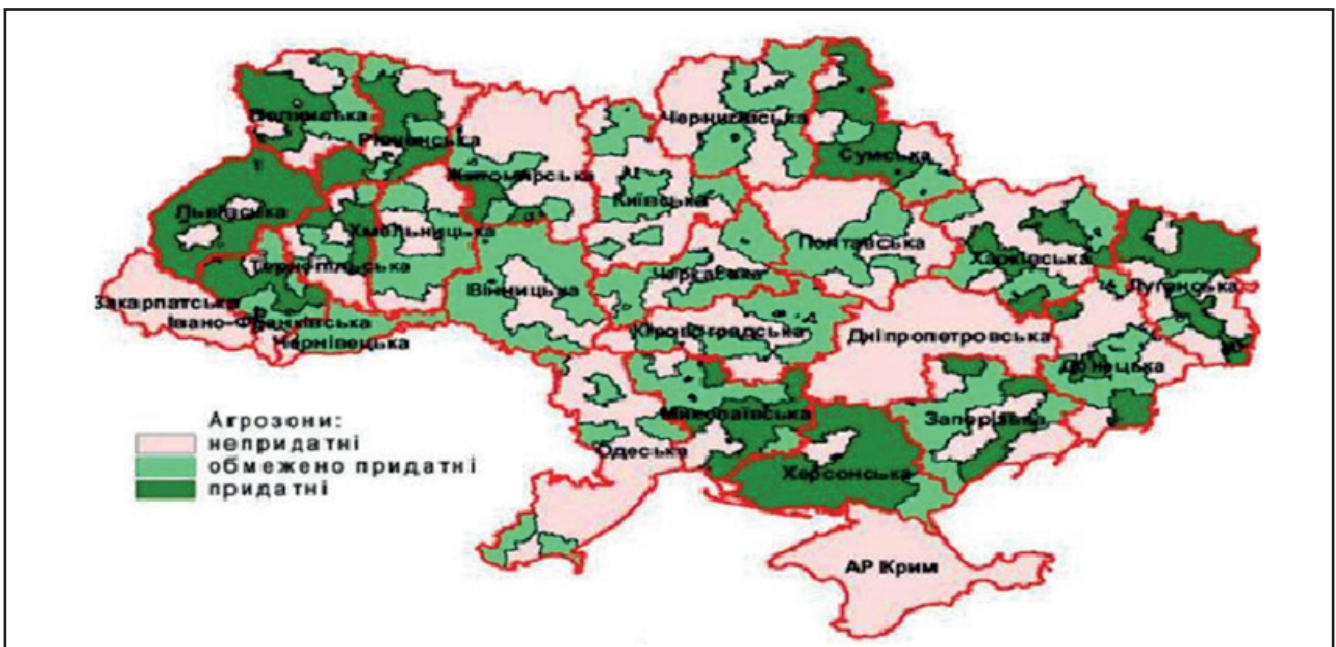 Волинська
Рівненська
Чернігівська
Сумська
Житомирська
Київська
Львівська
Хмельницька
Полтавська
Харківська
Тернопільська
Черкаська
Луганська
Вінницька
Закарпатська
Івано-Франківська
Кіровоградська
Дніпропетровська
Чернівецька
Донецька
Миколаївська
Запорізька
Одеська
Херсонська
АР Крим
Агрозони:
непридатні
обмежено придатні
придатні